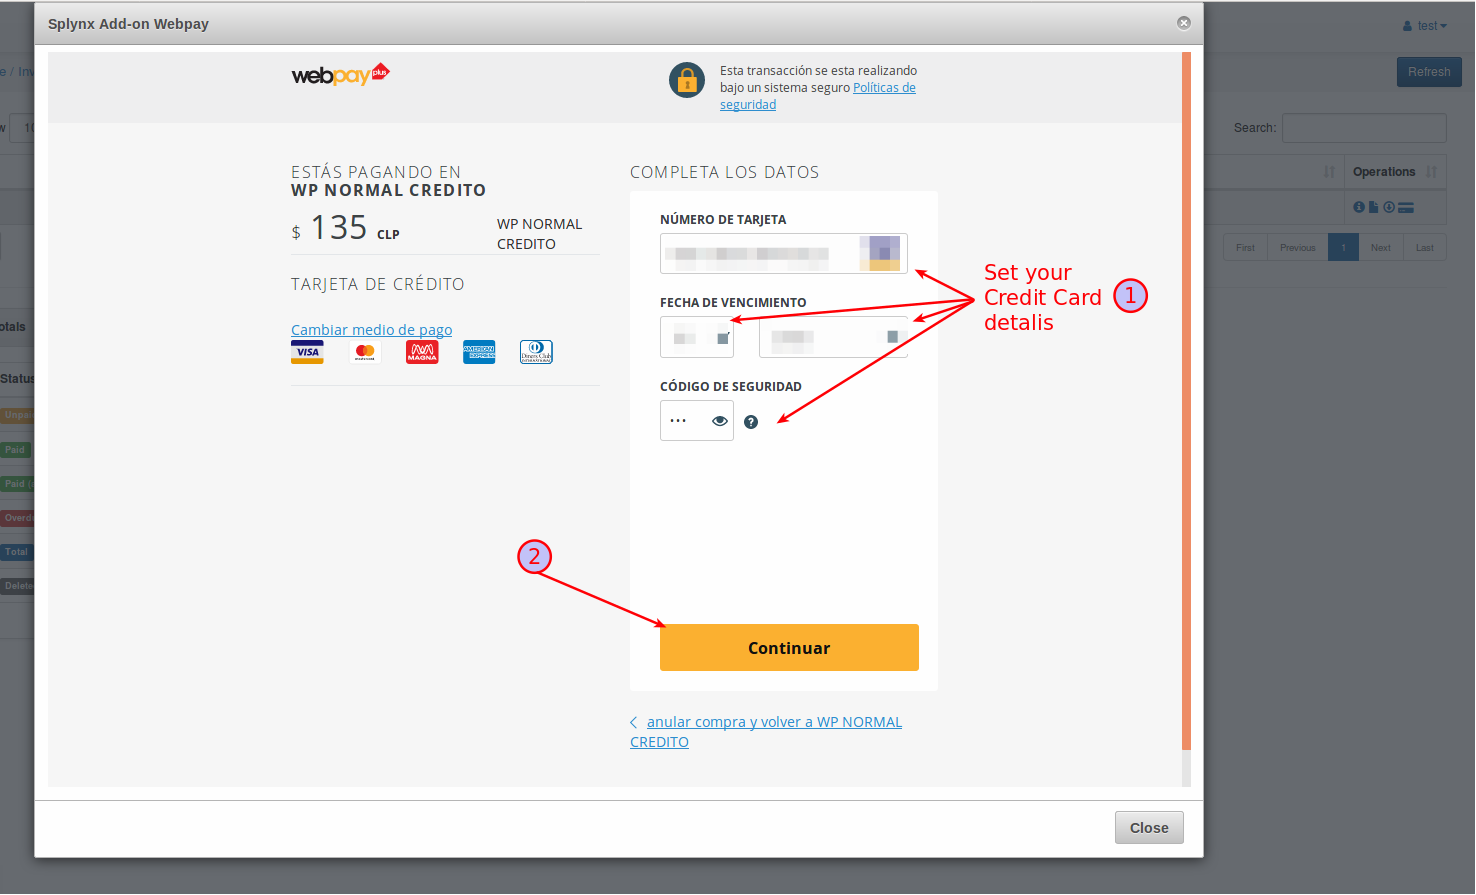 Splynx Add-on Webpay
test
e / Inv
Refresh
webpay plus
Esta transacción se esta realizando
bajo un sistema seguro Políticas de
seguridad
w 10
Search:
ESTÁS PAGANDO EN
WP NORMAL CREDITO
COMPLETA LOS DATOS
Operations
$ 135 CLP
WP NORMAL
CREDITO
NÚMERO DE TARJETA
First Previous 1 Next Last
TARJETA DE CRÉDITO
Set your
Credit Card
detalis
1
FECHA DE VENCIMIENTO
otals
Cambiar medio de pago
VISA
MAGNA
AMERICAN
EXPRESS
Diners Club
INTERNATIONAL
Status
CÓDIGO DE SEGURIDAD
Unpai
Paid
Paid (
Overd
Total
Delete
2
Continuar
anular compra y volver a WP NORMAL
CREDITO
Close